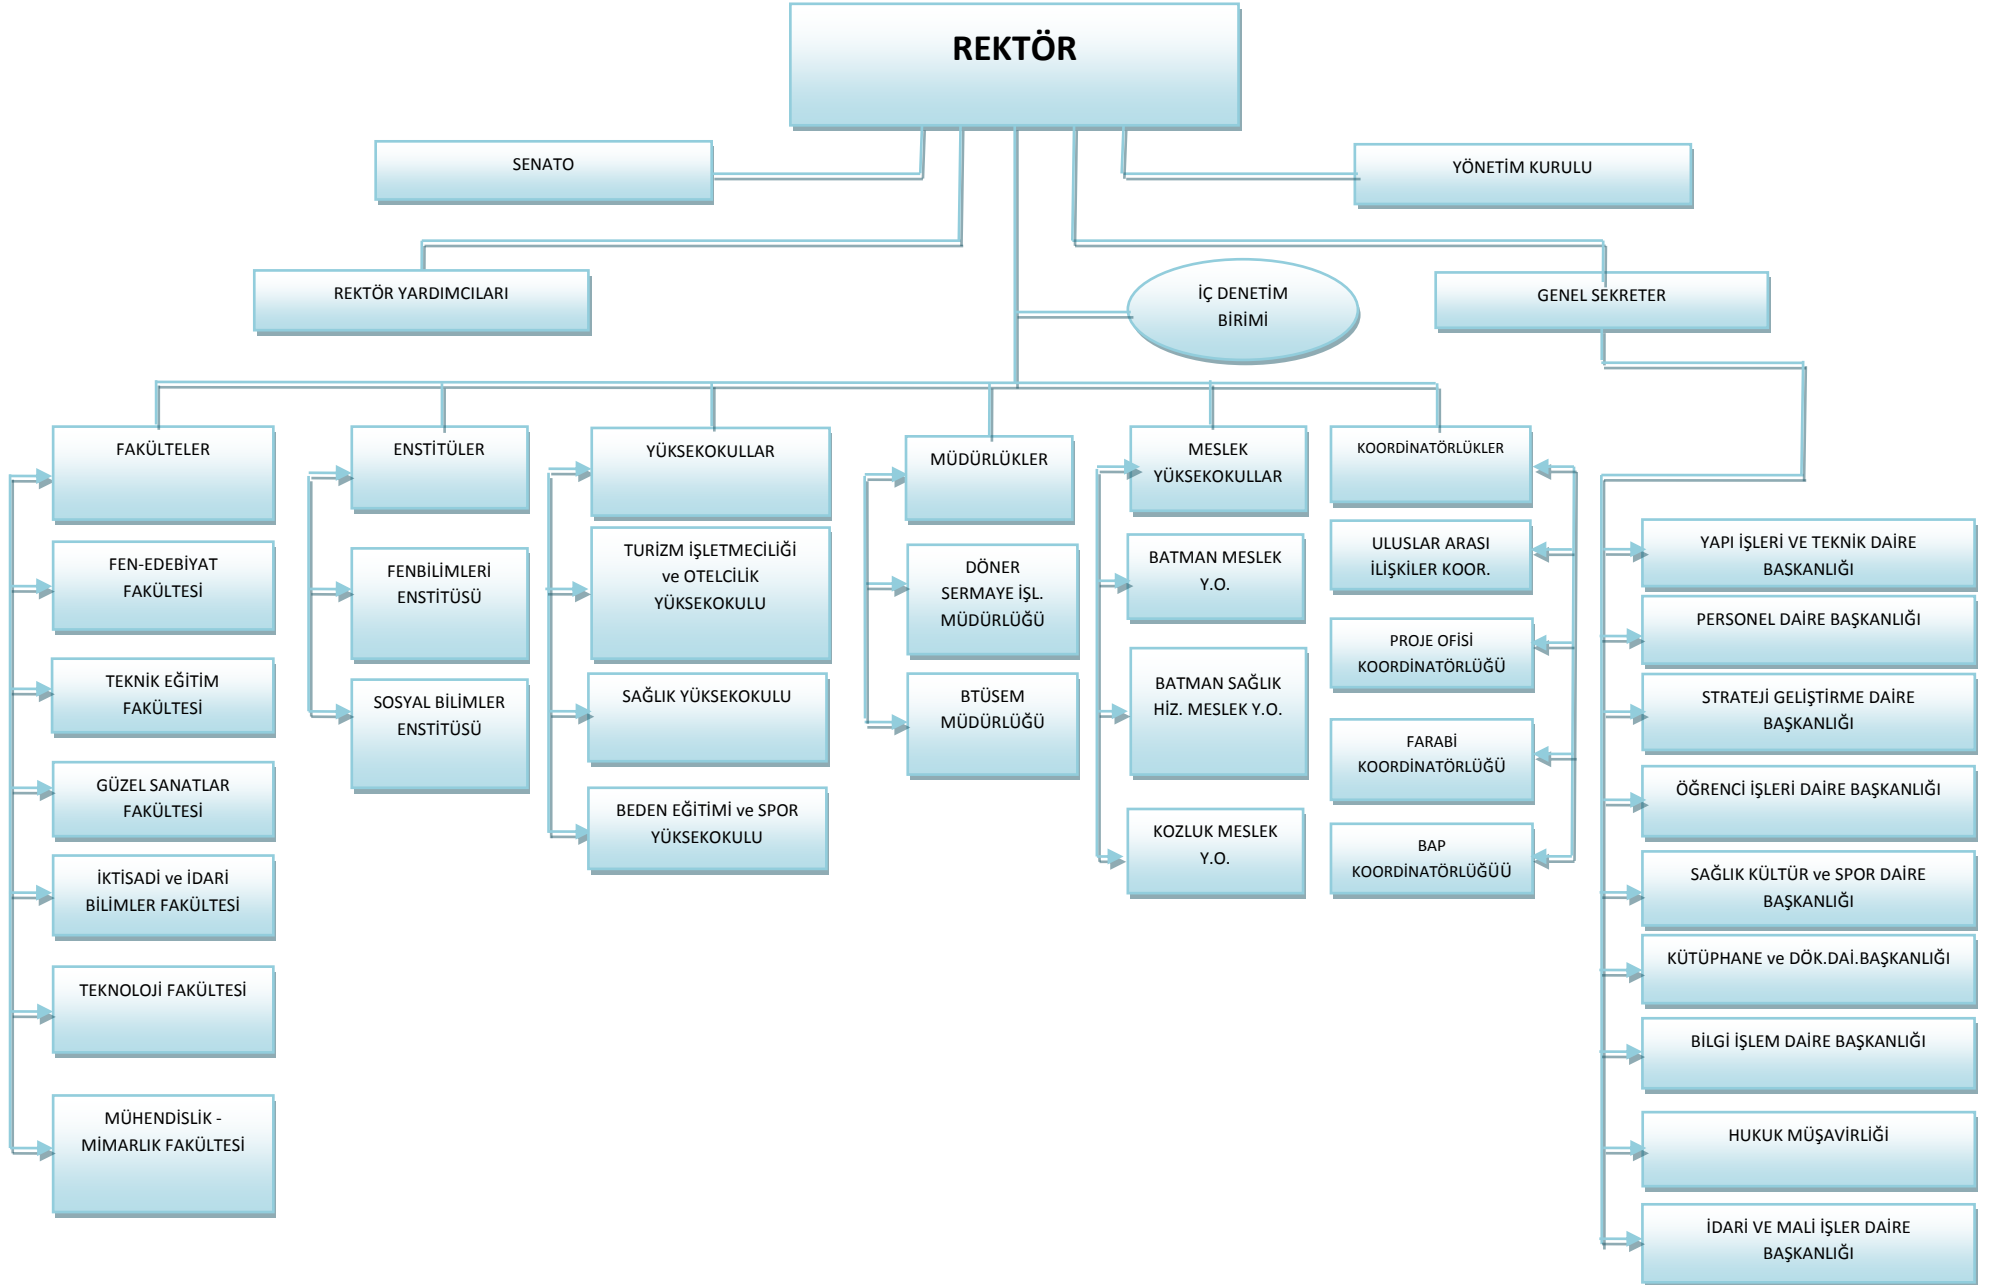 REKTÖR
SENATO
YÖNETİM KURULU
REKTÖR YARDIMCILARI
İÇ DENETİM
BİRİMİ
GENEL SEKRETER
FAKÜLTELER
FEN-EDEBİYAT
FAKÜLTESİ
TEKNİK EĞİTİM
FAKÜLTESİ
GÜZEL SANATLAR
FAKÜLTESİ
İKTİSADİ ve İDARİ
BİLİMLER FAKÜLTESİ
TEKNOLOJİ FAKÜLTESİ
MÜHENDİSLİK -
MİMARLIK FAKÜLTESİ
ENSTİTÜLER
FENBİLİMLERİ
ENSTİTÜSÜ
SOSYAL BİLİMLER
ENSTİTÜSÜ
YÜKSEKOKULLAR
TURİZM İŞLETMECİLİĞİ
ve OTELCİLİK
YÜKSEKOKULU
SAĞLIK YÜKSEKOKULU
BEDEN EĞİTİMİ ve SPOR
YÜKSEKOKULU
MÜDÜRLÜKLER
DÖNER
SERMAYE İŞL.
MÜDÜRLÜĞÜ
BTÜSEM
MÜDÜRLÜĞÜ
MESLEK
YÜKSEKOKULLAR
BATMAN MESLEK
Y.O.
BATMAN SAĞLIK
HİZ. MESLEK Y.O.
KOZLUK MESLEK
Y.O.
KOORDİNATÖRLÜKLER
ULUSLAR ARASI
İLİŞKİLER KOOR.
PROJE OFİSİ
KOORDİNATÖRLÜĞÜ
FARABİ
KOORDİNATÖRLÜĞÜ
BAP
KOORDİNATÖRLÜĞÜÜ
YAPI İŞLERİ VE TEKNİK DAİRE
BAŞKANLIĞI
PERSONEL DAİRE BAŞKANLIĞI
STRATEJİ GELİŞTİRME DAİRE
BAŞKANLIĞI
ÖĞRENCİ İŞLERİ DAİRE BAŞKANLIĞI
SAĞLIK KÜLTÜR ve SPOR DAİRE
BAŞKANLIĞI
KÜTÜPHANE ve DÖK.DAİ.BAŞKANLIĞI
BİLGİ İŞLEM DAİRE BAŞKANLIĞI
HUKUK MÜŞAVİRLİĞİ
İDARİ VE MALİ İŞLER DAİRE
BAŞKANLIĞI